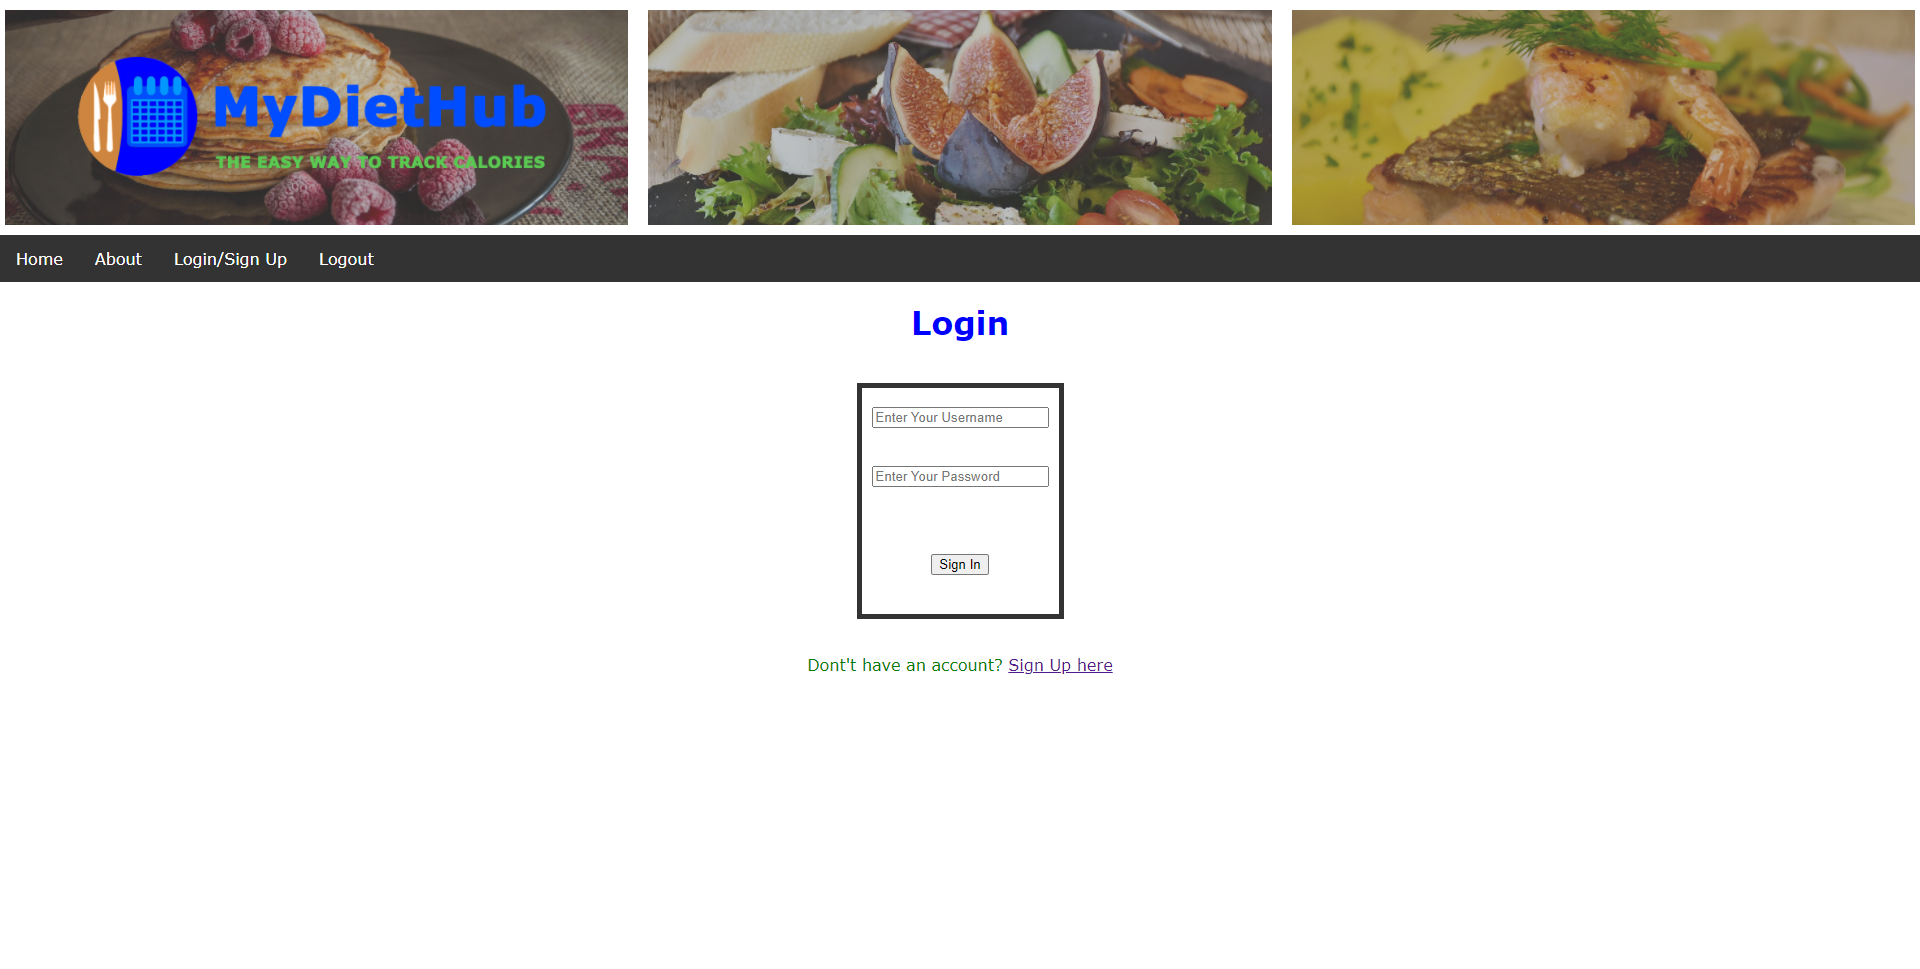 MyDietHub
THE EASY WAY TO TRACK CALORIES
Home About Login/Sign Up Logout
Login
Enter Your Username
Enter Your Password
Sign In
Dont't have an account? Sign Up here